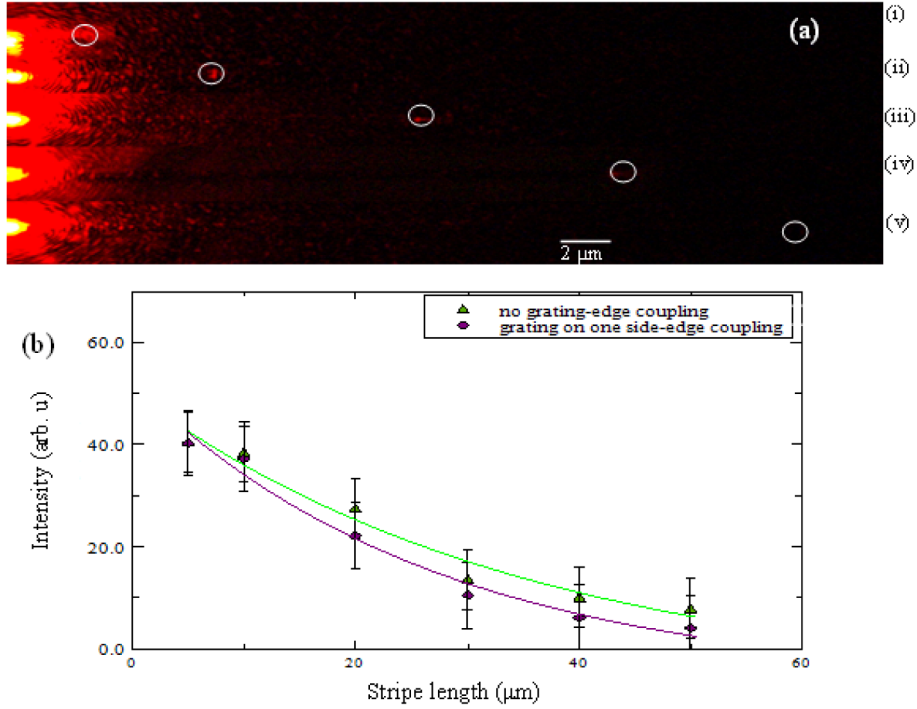 (a)
(i)
(ii)
(iii)
(iv)
(v)
2 µm
(b)
no grating-edge coupling
grating on one side-edge coupling
60.0
40.0
20.0
0.0
Intensity (arb. u)
0
20
40
60
Stripe length (µm)